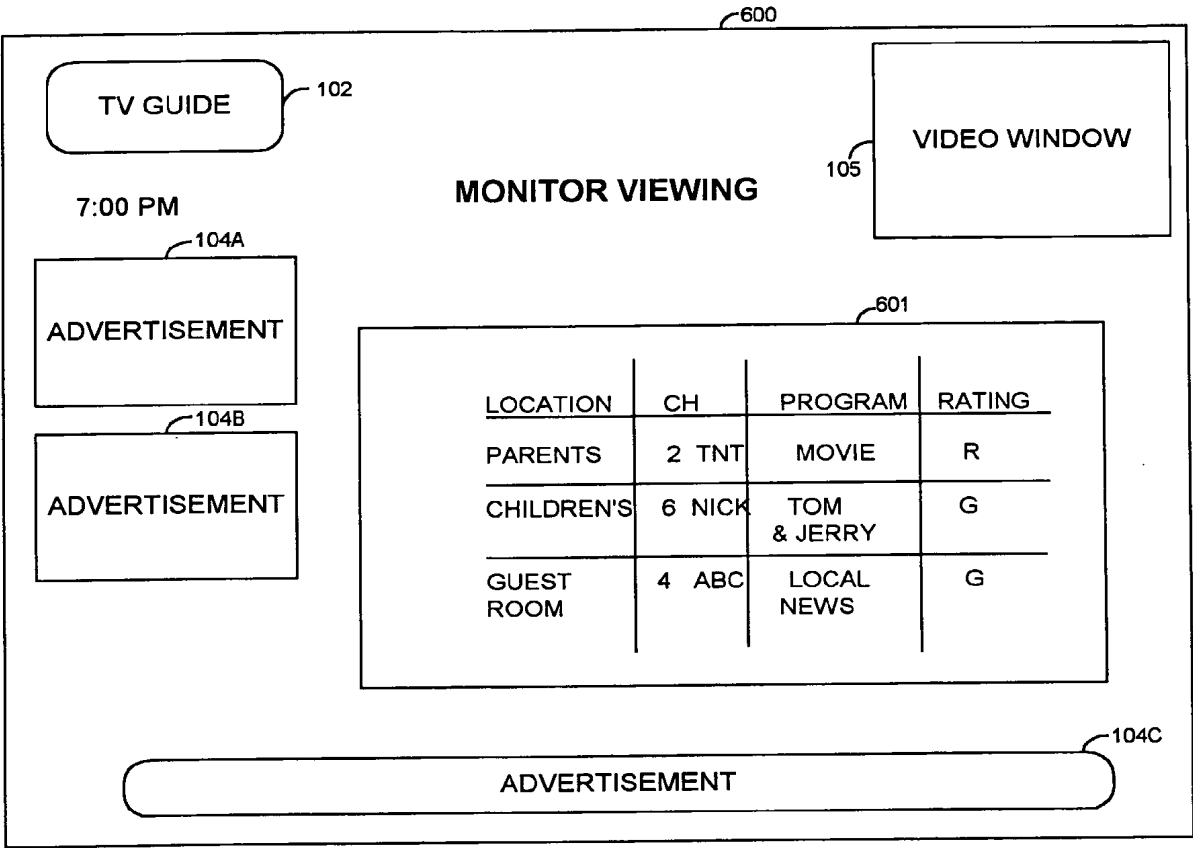 600
TV GUIDE
102
VIDEO WINDOW
105
MONITOR VIEWING
7:00 PM
104A
ADVERTISEMENT
601
LOCATION CH PROGRAM RATING
104B
PARENTS 2 TNT MOVIE R
ADVERTISEMENT
CHILDREN'S 6 NICK TOM G
& JERRY
GUEST 4 ABC LOCAL G
ROOM NEWS
104C
ADVERTISEMENT